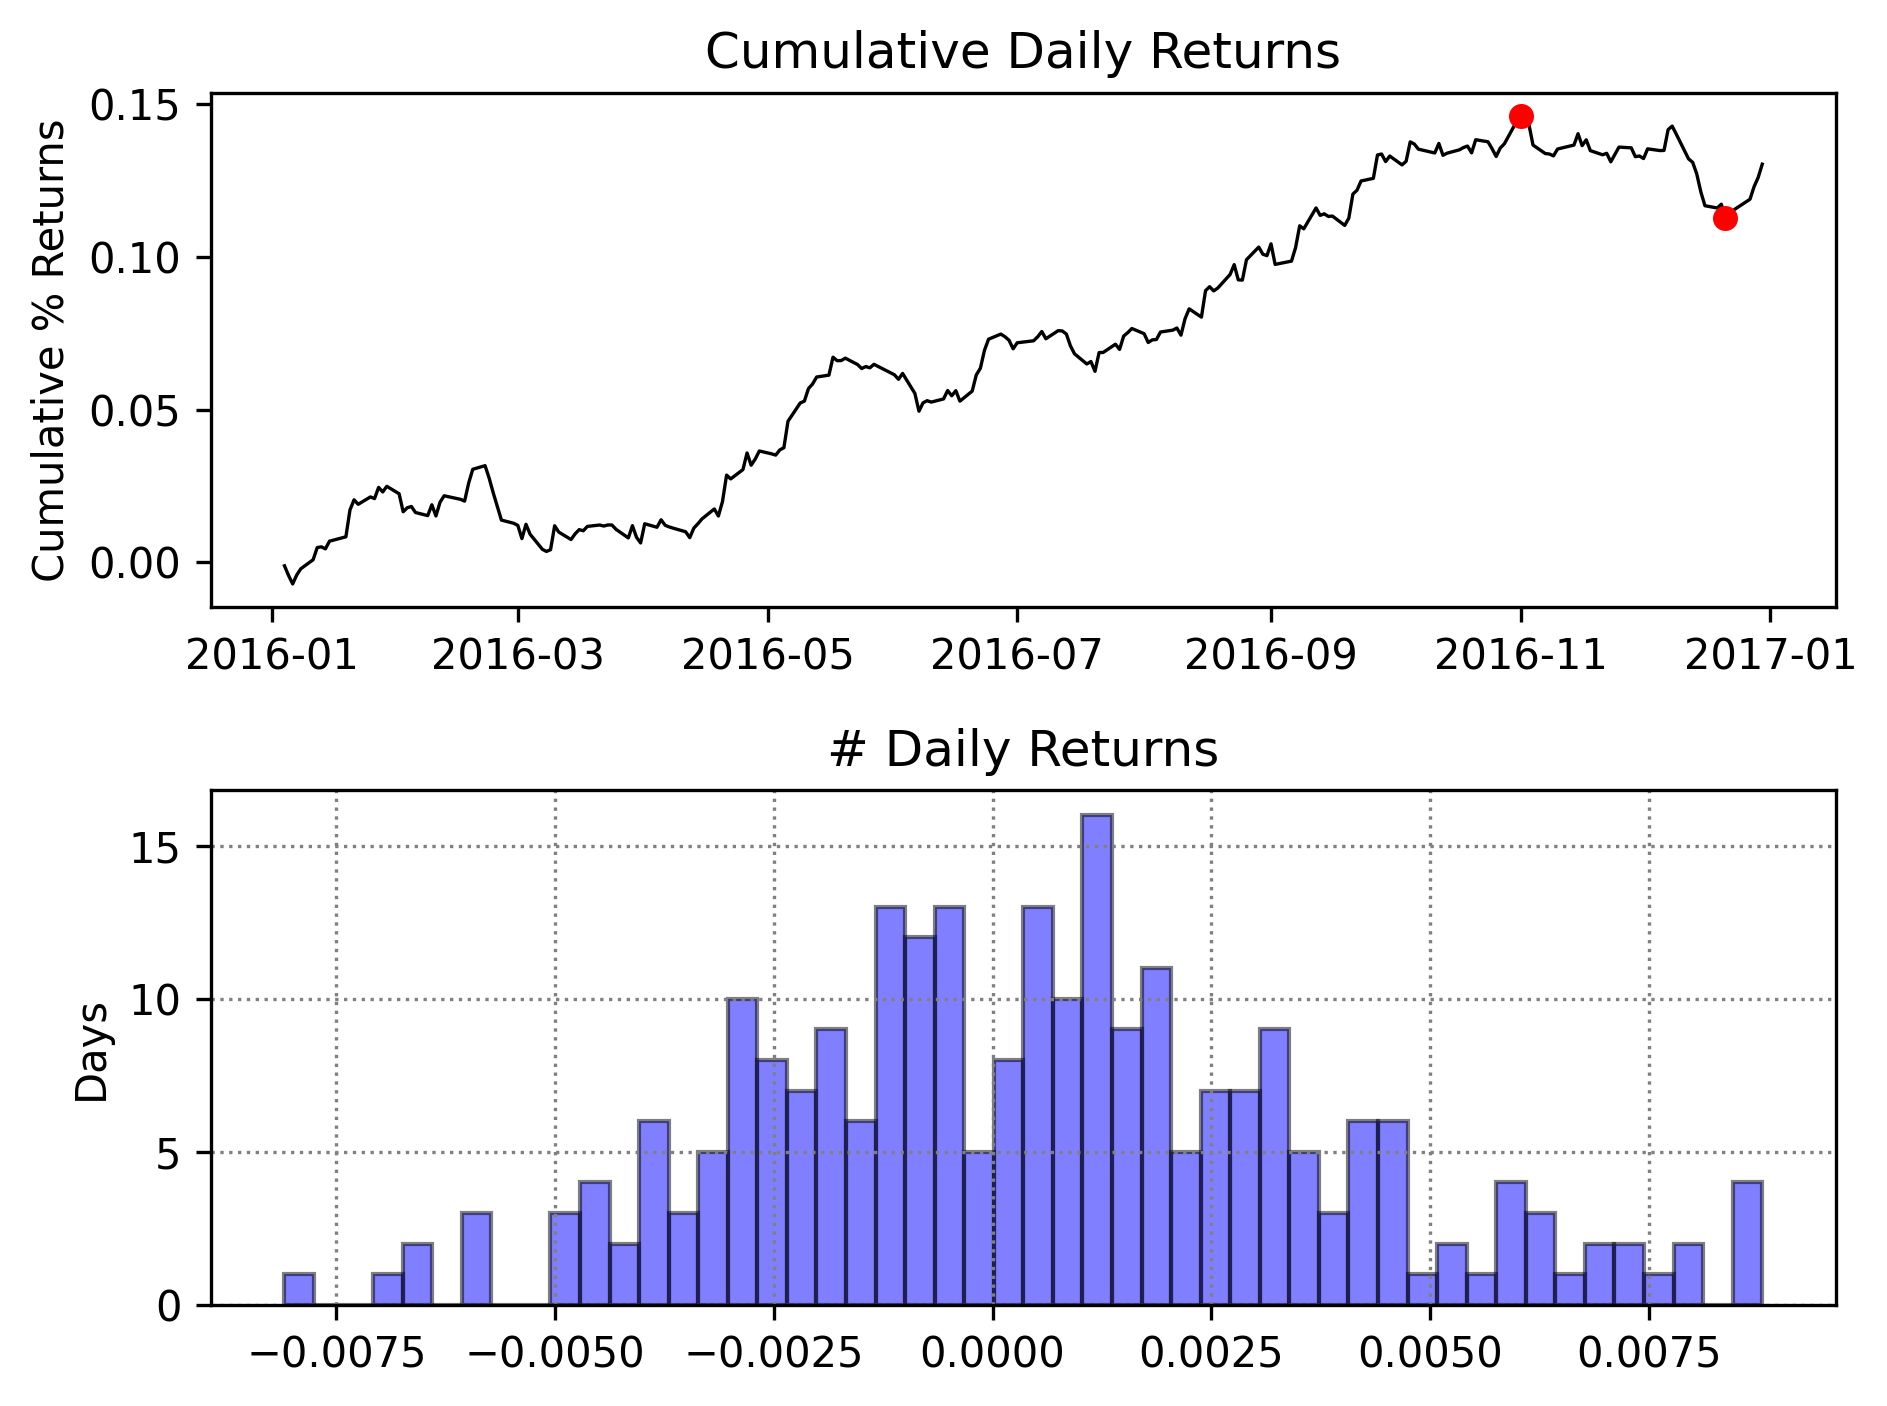 Cumulative Daily Returns
Cumulative % Returns
0.15
0.10
0.05
0.00
2016-01 2016-03 2016-05 2016-07 2016-09 2016-11 2017-01
# Daily Returns
Days
15
10
5
0
−0.0075 −0.0050 −0.0025 0.0000 0.0025 0.0050 0.0075